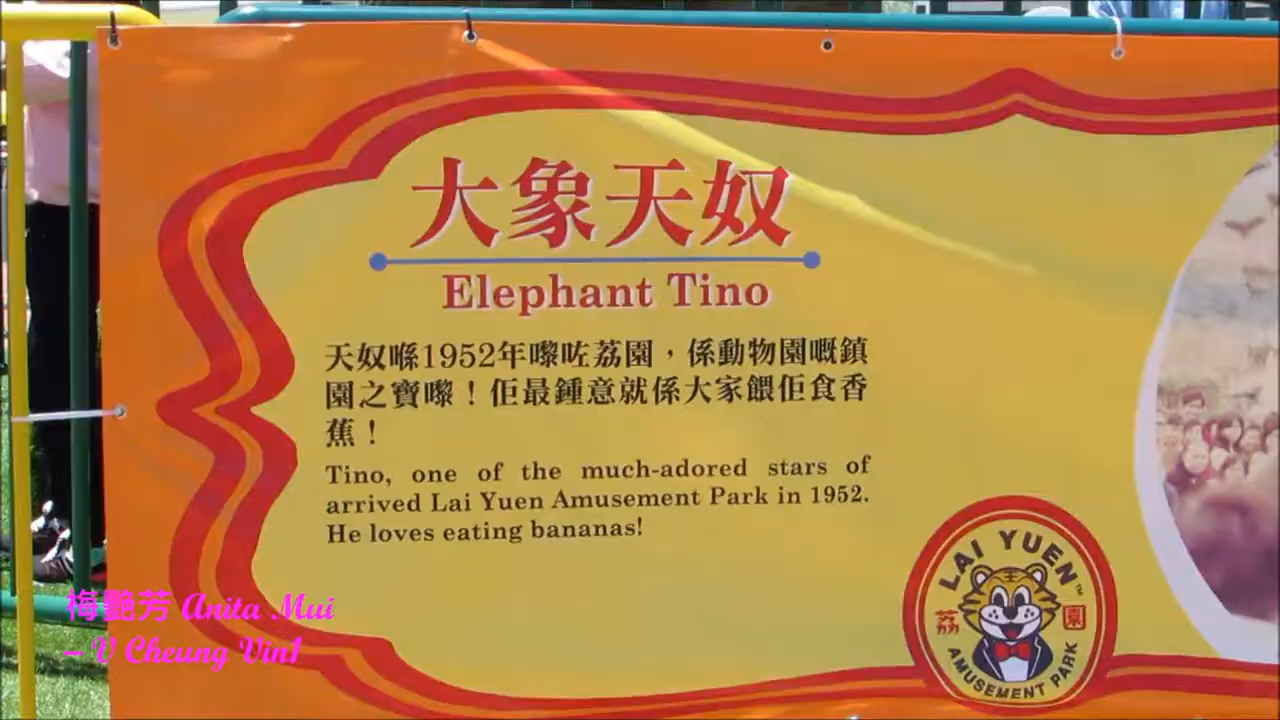 大象天奴
Elephant Tino
天奴喺1952年嚟咗荔園，係動物園嘅鎮
園之寶嚟！佢最鍾意就係大家餵佢食香
蕉！
Tino, one of the much-adored stars of
arrived Lai Yuen Amusement Park in 1952.
He loves eating bananas!
LAI YUEN™
荔 園
AMUSEMENT PARK
梅艷芳 Anita Mui
– V Cheung Vin1